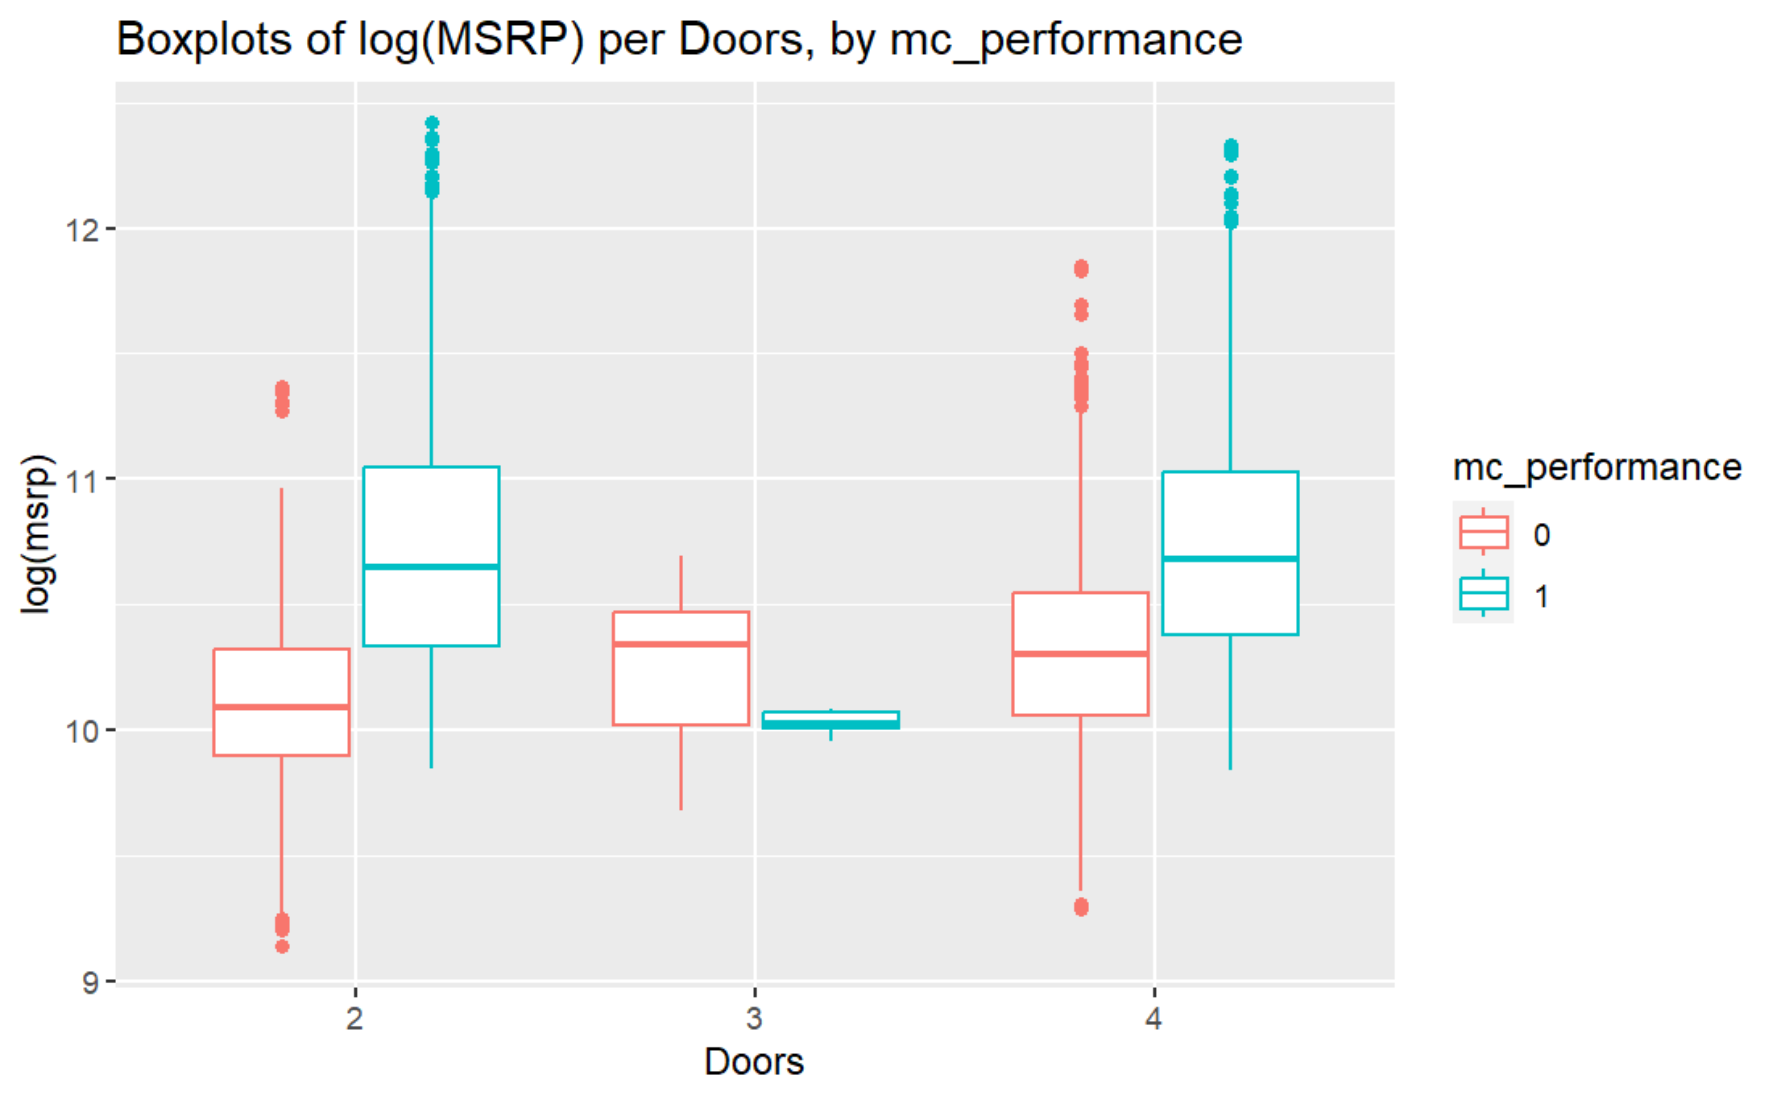 Boxplots of log(MSRP) per Doors, by mc_performance
log(msrp)
12
11
10
9
2
3
4
Doors
mc_performance
0
1